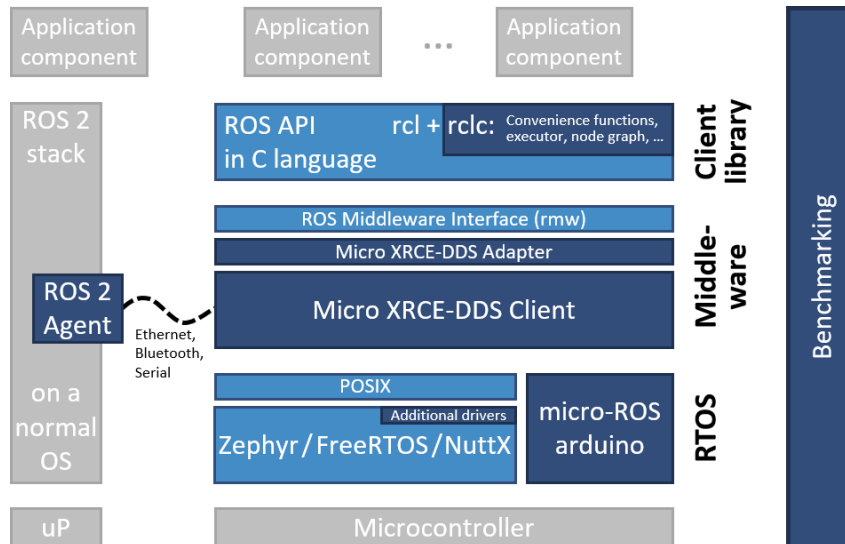 Application
component
Application
component
...
Application
component
ROS 2
stack
ROS API
in C language
rcl + rclc:
Convenience functions,
executor, node graph, ...
Client
library
ROS Middleware Interface (rmw)
Micro XRCE-DDS Adapter
Micro XRCE-DDS Client
Middle-
ware
ROS 2
Agent
Ethernet,
Bluetooth,
Serial
on a
normal
OS
POSIX
Additional drivers
Zephyr/FreeRTOS/NuttX
micro-ROS
arduino
RTOS
uP
Microcontroller
Benchmarking